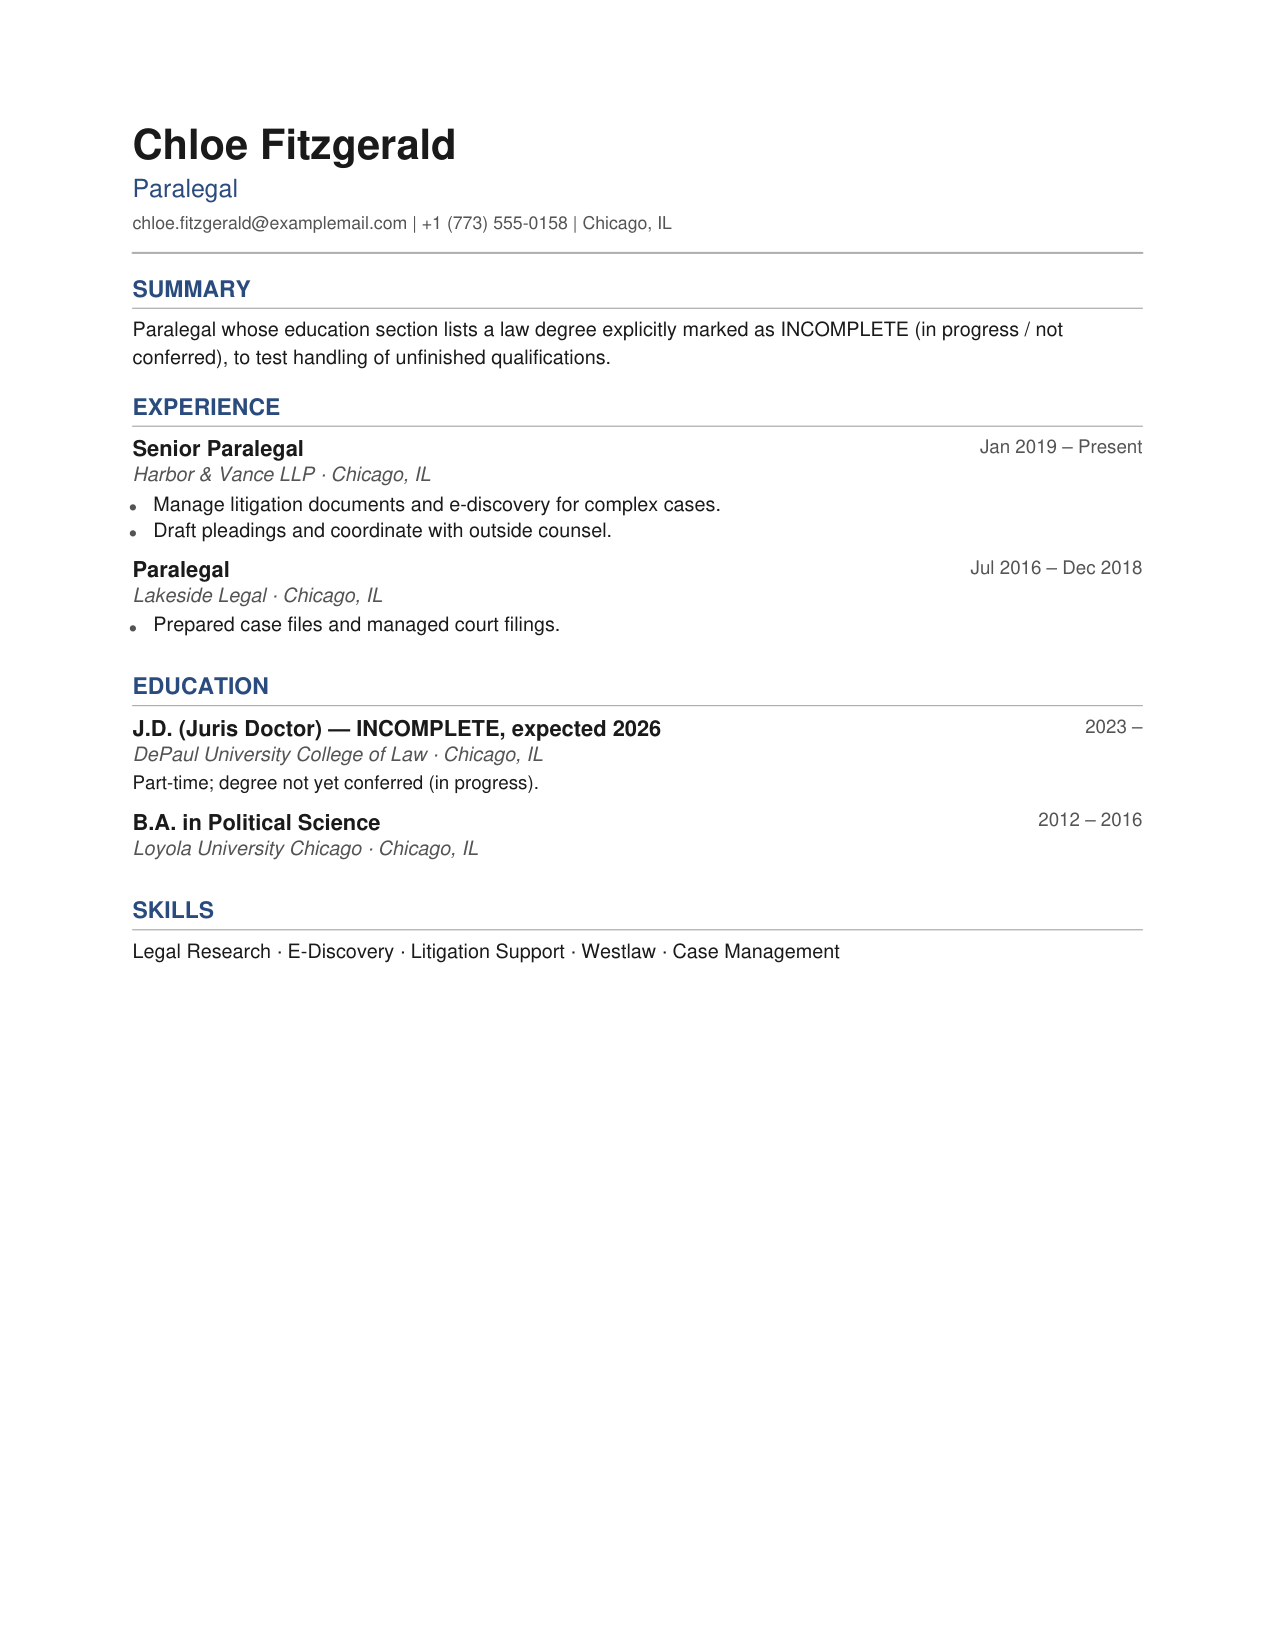 Chloe Fitzgerald
Paralegal
chloe.fitzgerald@examplemail.com | +1 (773) 555-0158 | Chicago, IL
SUMMARY
Paralegal whose education section lists a law degree explicitly marked as INCOMPLETE (in progress / not
conferred), to test handling of unfinished qualifications.
EXPERIENCE
Senior Paralegal Jan 2019 – Present
Harbor & Vance LLP · Chicago, IL
• Manage litigation documents and e-discovery for complex cases.
• Draft pleadings and coordinate with outside counsel.
Paralegal Jul 2016 – Dec 2018
Lakeside Legal · Chicago, IL
• Prepared case files and managed court filings.
EDUCATION
J.D. (Juris Doctor) — INCOMPLETE, expected 2026 2023 –
DePaul University College of Law · Chicago, IL
Part-time; degree not yet conferred (in progress).
B.A. in Political Science 2012 – 2016
Loyola University Chicago · Chicago, IL
SKILLS
Legal Research · E-Discovery · Litigation Support · Westlaw · Case Management